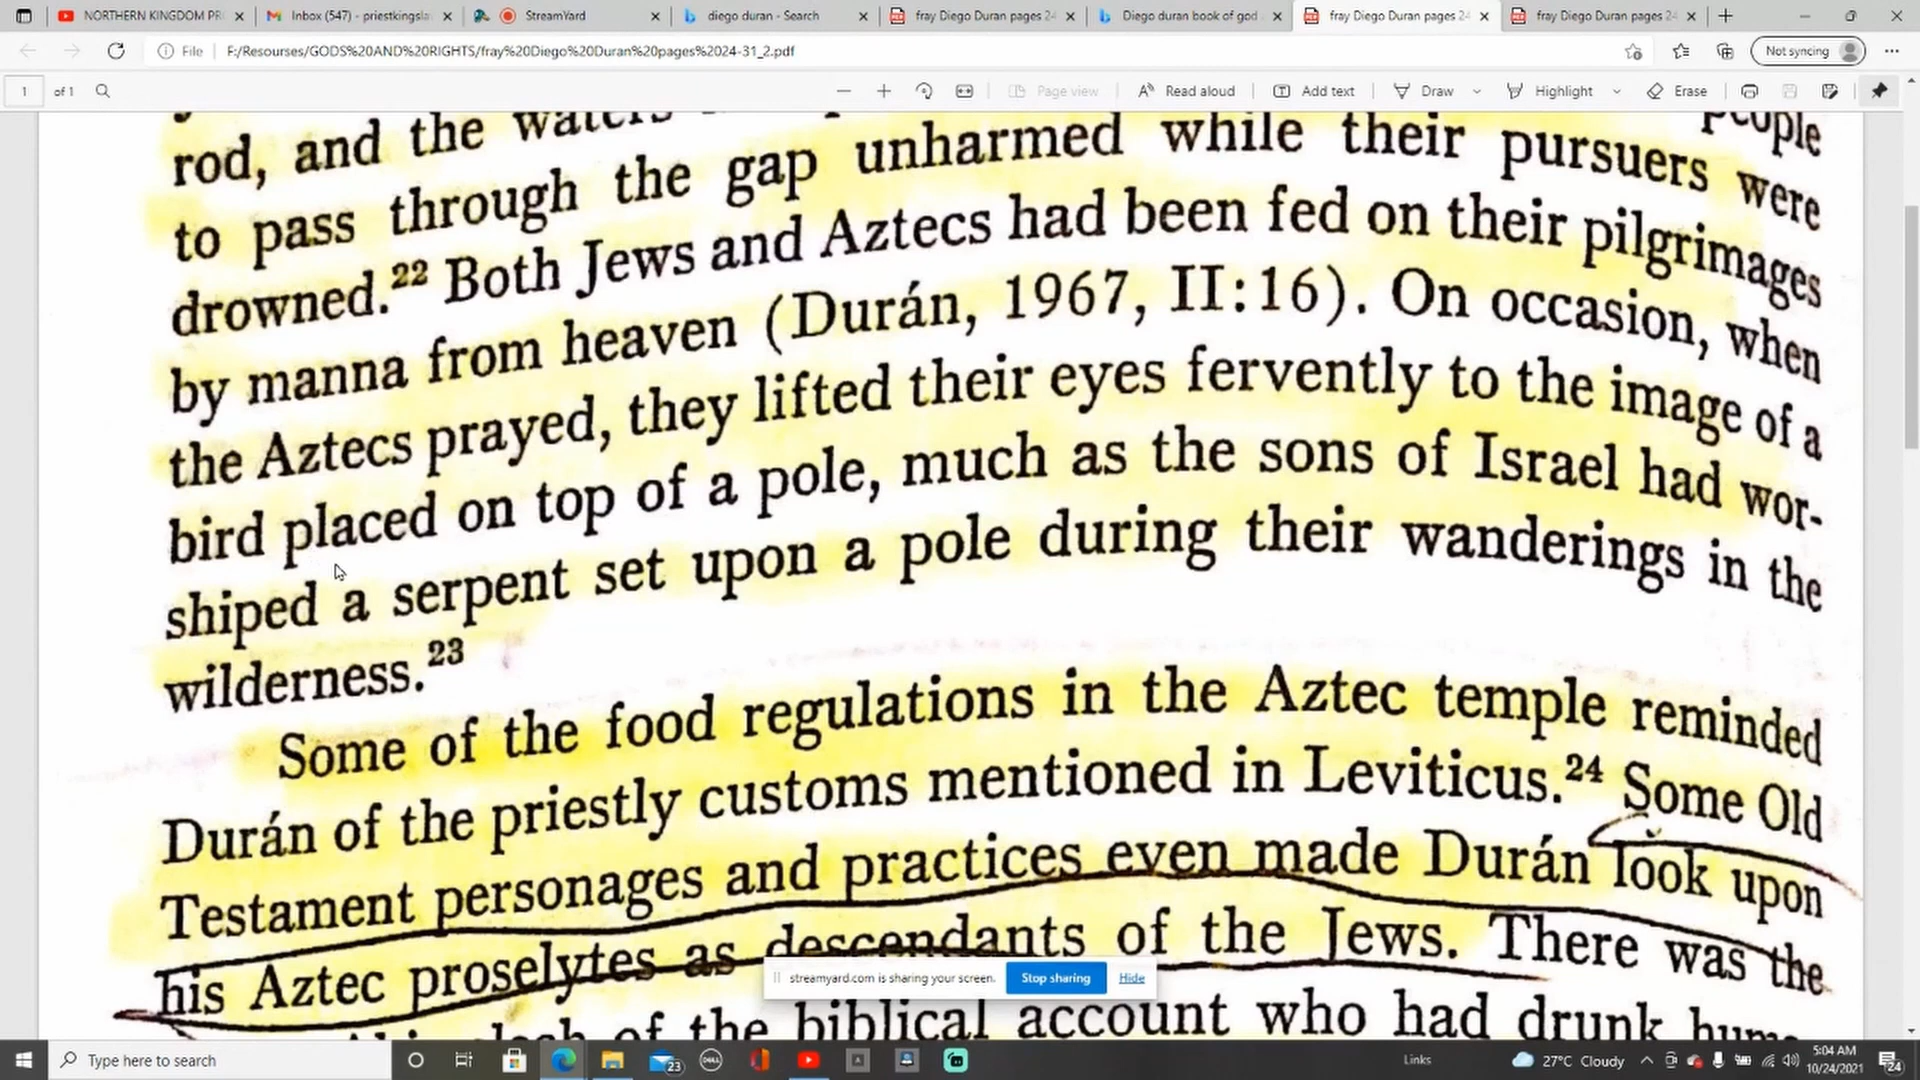 NORTHERN KINGDOM PR
Inbox (547) - priestkingsla
StreamYard
diego duran - Search
fray Diego Duran pages 24
Diego duran book of god
fray Diego Duran pages 24
fray Diego Duran pages 24
File F:/Resourses/GODS%20AND%20RIGHTS/fray%20Diego%20Duran%20pages%2024-31_2.pdf
Not syncing
1 of 1
Page view
Read aloud
Add text
Draw
Highlight
Erase
rod, and the waters people
to pass through the gap unharmed while their pursuers were
drowned.22 Both Jews and Aztecs had been fed on their pilgrimages
by manna from heaven (Durán, 1967, II:16). On occasion, when
the Aztecs prayed, they lifted their eyes fervently to the image of a
bird placed on top of a pole, much as the sons of Israel had wor-
shiped a serpent set upon a pole during their wanderings in the
wilderness.23
Some of the food regulations in the Aztec temple reminded
Durán of the priestly customs mentioned in Leviticus.24 Some Old
Testament personages and practices even made Durán look upon
his Aztec proselytes as descendants of the Jews. There was the
of the biblical account who had drunk
streamyard.com is sharing your screen.
Stop sharing
Hide
Type here to search
23
DELL
Links
27°C Cloudy
5:04 AM
10/24/2021
24